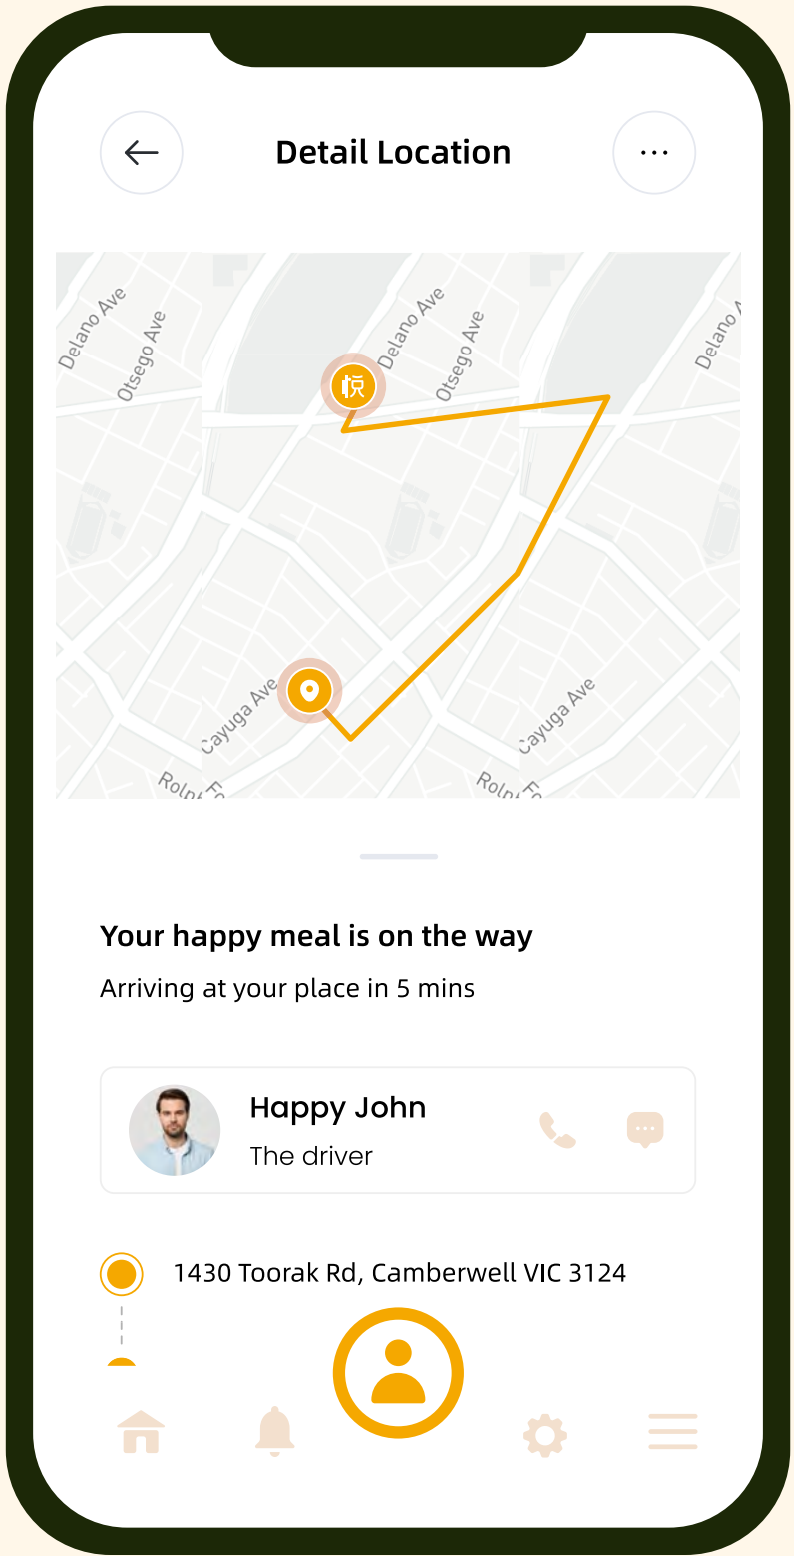 Detail Location
Delano Ave
Otsego Ave
Delano Ave
Otsego Ave
Delano
悦
Cayuga Ave
Cayuga Ave
Your happy meal is on the way
Arriving at your place in 5 mins
Happy John
The driver
1430 Toorak Rd, Camberwell VIC 3124